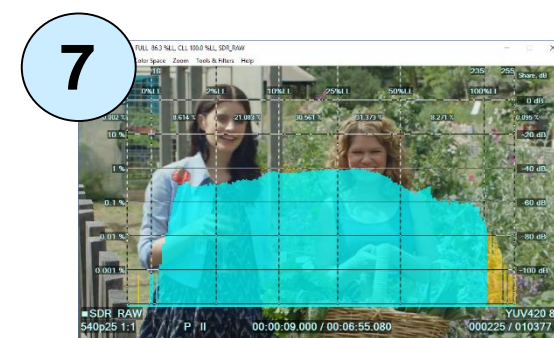 7
FULL 86.3 %LL, CLL 100.0 %LL, SDR_RAW
Color Space Zoom Tools & Filters Help
16 235 255 Share, dB
0%LL 2%LL 10%LL 25%LL 50%LL 100%LL
0 dB
0.002 % 8.614 % 21.083 % 30.561 % 31.373 % 8.271 % 0.095 %
10 % -20 dB
1 %
0.1 % -60 dB
0.01 % -80 dB
0.001 % -100 dB
SDR_RAW YUV420 8
540p25 1:1 P II 00:00:09.000 / 00:06:55.080 000225 / 010377